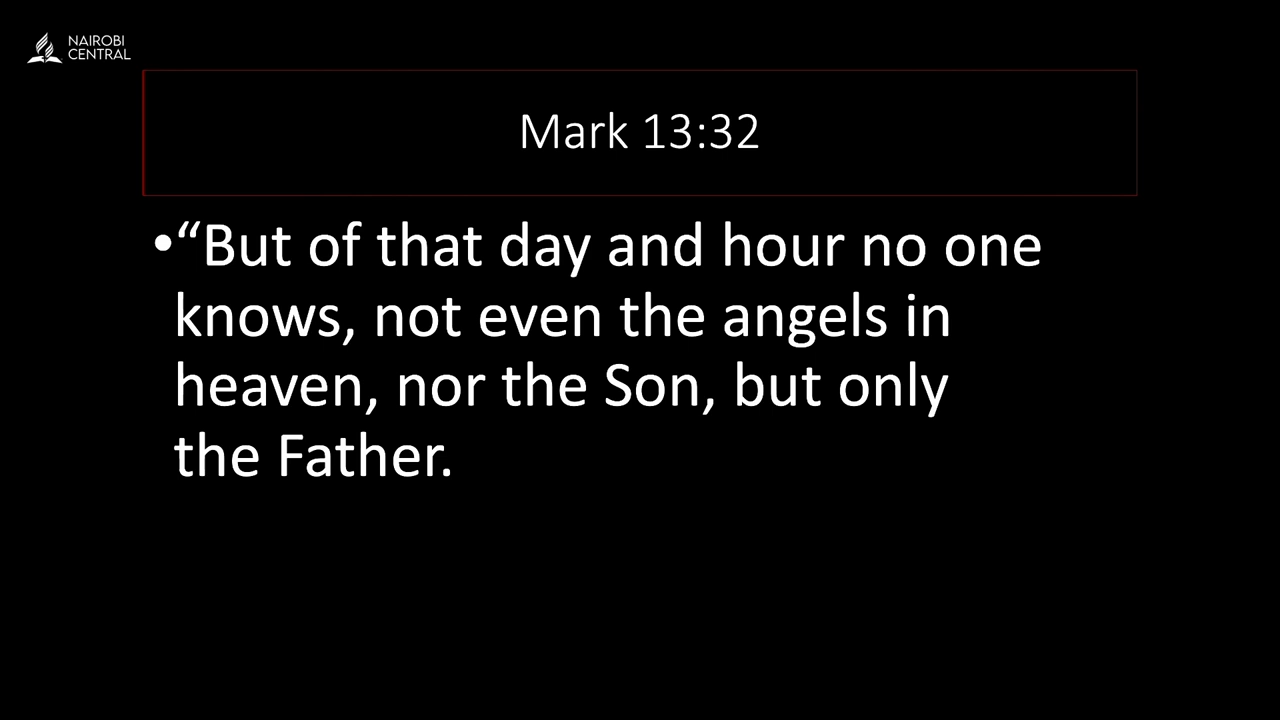 NAIROBI
CENTRAL
Mark 13:32
•“But of that day and hour no one
knows, not even the angels in
heaven, nor the Son, but only
the Father.